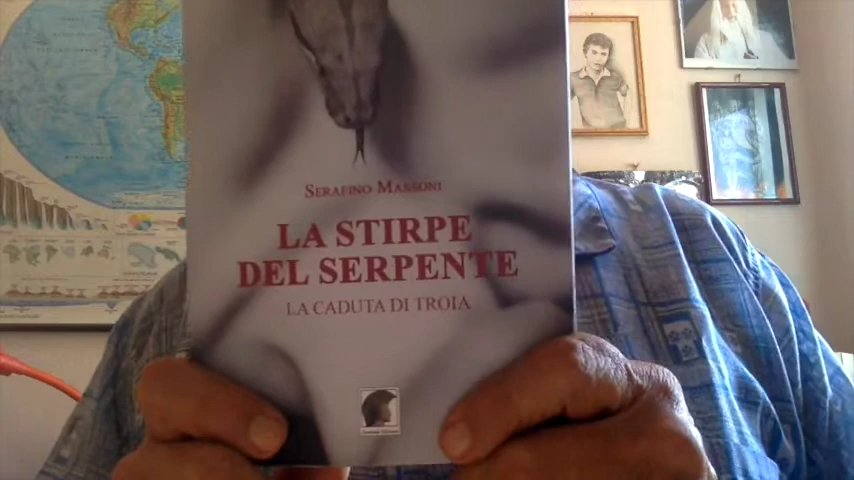 SERAFINO MASSONI
LA STIRPE
DEL SERPENTE
LA CADUTA DI TROIA